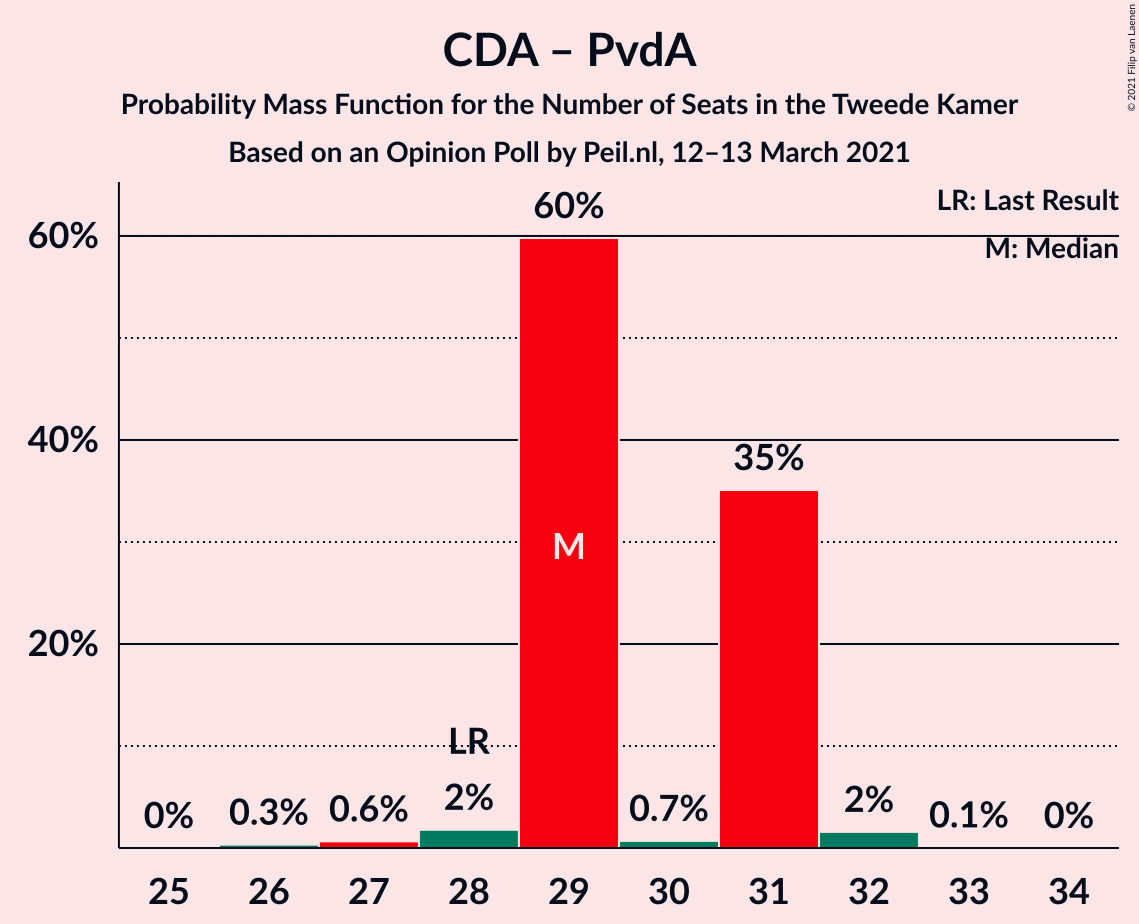 CDA – PvdA
Probability Mass Function for the Number of Seats in the Tweede Kamer
Based on an Opinion Poll by Peil.nl, 12–13 March 2021
© 2021 Filip van Laenen
LR: Last Result
M: Median
60%
40%
20%
0%
0.3%
0.6%
LR
2%
60%
M
0.7%
35%
2%
0.1%
0%
25 26 27 28 29 30 31 32 33 34